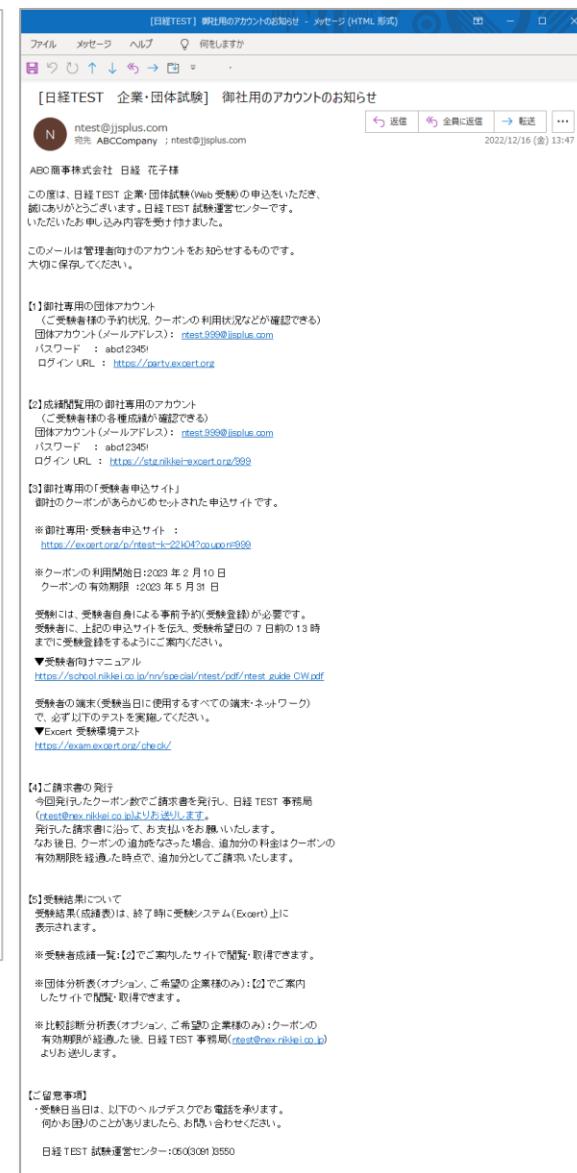 [日経TEST] 御社用のアカウントのお知らせ - メッセージ (HTML 形式)
ファイル メッセージ ヘルプ 何をしますか
[日経TEST 企業・団体試験] 御社用のアカウントのお知らせ
N
ntest@jjsplus.com
宛先 ABCCompany ; ntest@jjsplus.com
返信 全員に返信 転送 ...
2022/12/16 (金) 13:47
ABC商事株式会社 日経 花子様
この度は、日経TEST 企業・団体試験(Web 受験)の申込をいただき、
誠にありがとうございます。日経TEST 試験運営センターです。
いただいたお申し込み内容を受け付けました。
このメールは管理者向けのアカウントをお知らせするものです。
大切に保存してください。
【1】御社専用の団体アカウント
(ご受験者様の予約状況、クーポンの利用状況などが確認できる)
団体アカウント(メールアドレス): ntest.999@jjsplus.com
パスワード : abc12345!
ログイン URL : https://party.excert.org
【2】成績閲覧用の御社専用のアカウント
(ご受験者様の各種成績が確認できる)
団体アカウント(メールアドレス): ntest.999@jjsplus.com
パスワード : abc12345!
ログイン URL : https://stg.nikkei-excert.org/999
【3】御社専用の「受験者申込サイト」
御社のクーポンがあらかじめセットされた申込サイトです。
※御社専用・受験者申込サイト :
https://excert.org/p/ntest-k-22k04?coupon=999
※クーポンの利用開始日:2023 年 2 月 10 日
クーポンの有効期限 :2023 年 5 月 31 日
受験には、受験者自身による事前予約(受験登録)が必要です。
受験者に、上記の申込サイトを伝え、受験希望日の 7 日前の 13 時
までに受験登録をするようにご案内ください。
▼受験者向けマニュアル
https://school.nikkei.co.jp/nn/special/ntest/pdf/ntest_guide_CW.pdf
受験者の端末(受験当日に使用するすべての端末・ネットワーク)
で、必ず以下のテストを実施してください。
▼Excert 受験環境テスト
https://exam.excert.org/check/
【4】ご請求書の発行
今回発行したクーポン数でご請求書を発行し、日経 TEST 事務局
(ntest@nex.nikkei.co.jp)よりお送りします。
発行した請求書に沿って、お支払いをお願いいたします。
なお後日、クーポンの追加をなさった場合、追加分の料金はクーポンの
有効期限を経過した時点で、追加分としてご請求いたします。
【5】受験結果について
受験結果(成績表)は、終了時に受験システム(Excert)上に
表示されます。
※受験者成績一覧:【2】でご案内したサイトで閲覧・取得できます。
※団体分析表(オプション、ご希望の企業様のみ):【2】でご案内
したサイトで閲覧・取得できます。
※比較診断分析表(オプション、ご希望の企業様のみ):クーポンの
有効期限が経過した後、日経 TEST 事務局(ntest@nex.nikkei.co.jp)
よりお送りします。
【ご留意事項】
・受験日当日は、以下のヘルプデスクでお電話を承ります。
何かお困りのことがありましたら、お問い合わせください。
日経 TEST 試験運営センター:050(3091)3550